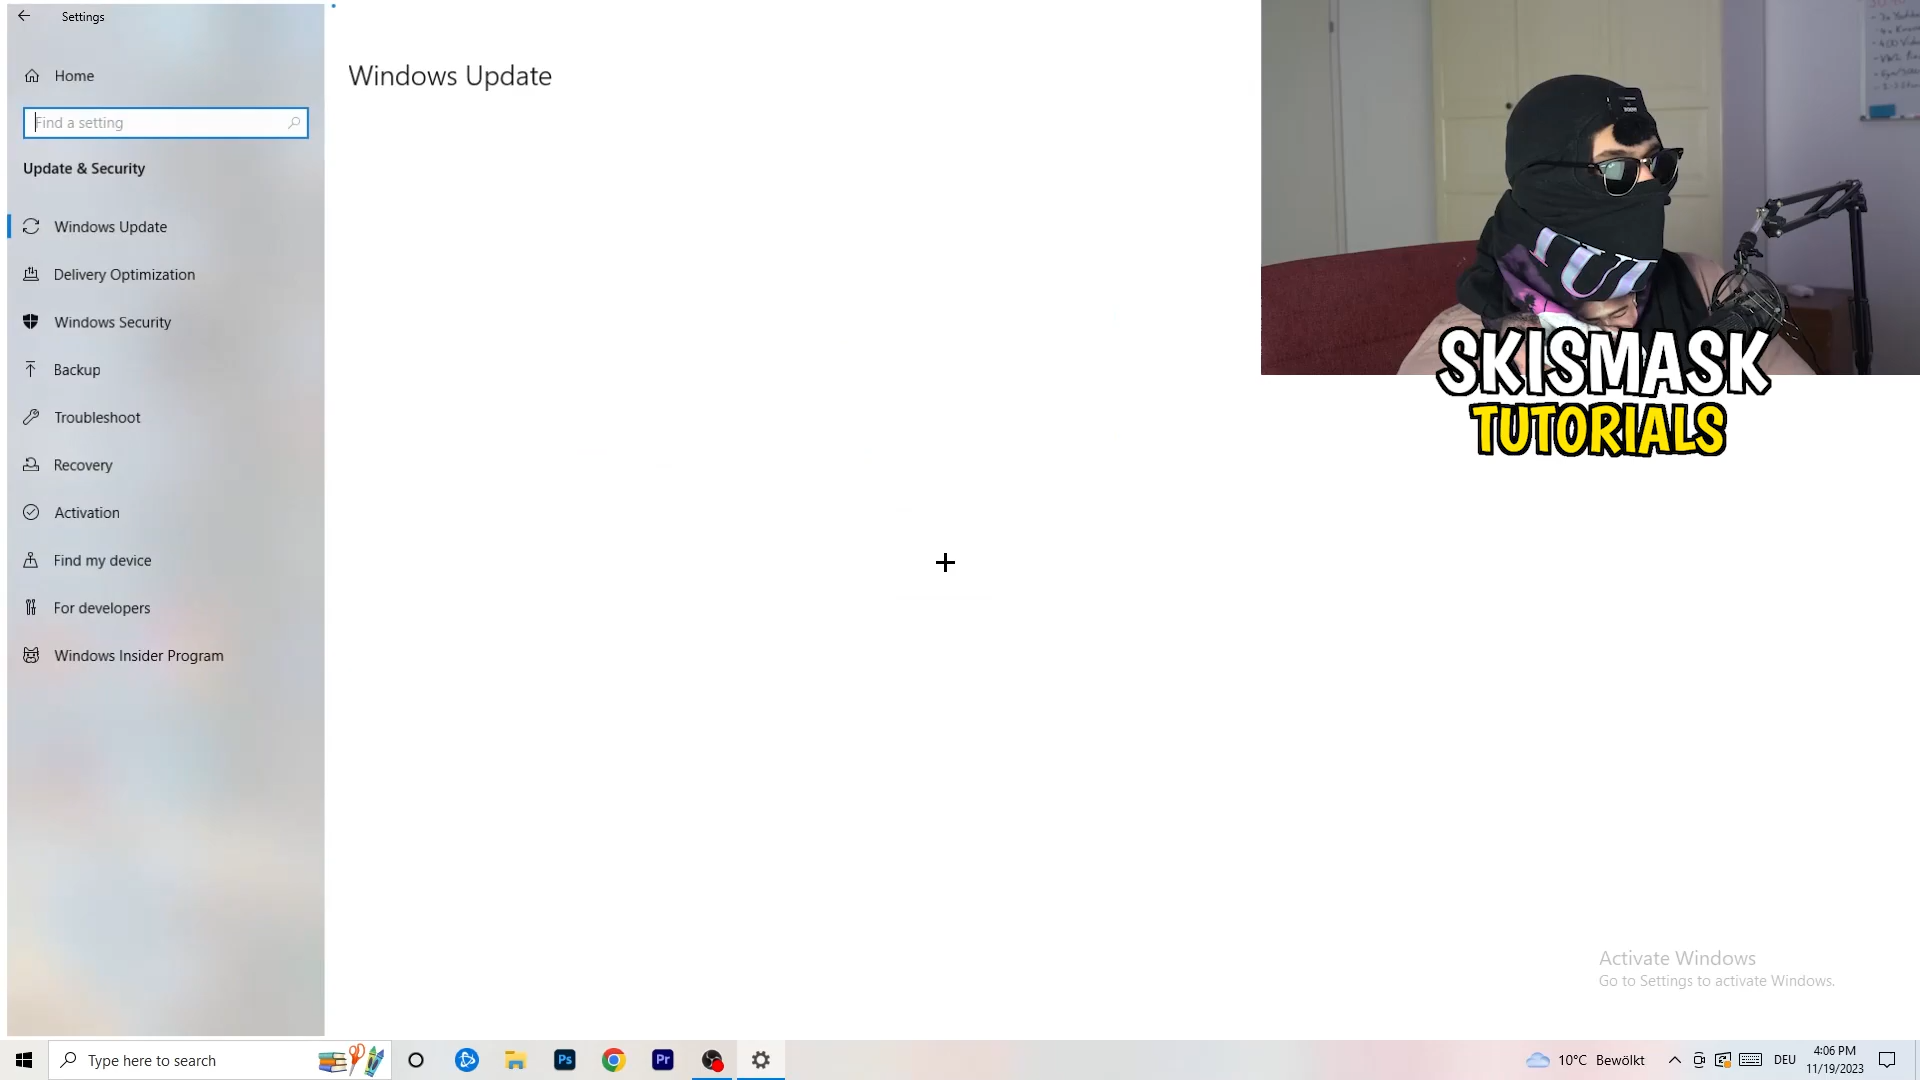 Settings
Home
Find a setting
Update & Security
Windows Update
Delivery Optimization
Windows Security
Backup
Troubleshoot
Recovery
Activation
Find my device
For developers
Windows Insider Program
Windows Update
SKISMASK
TUTORIALS
Activate Windows
Go to Settings to activate Windows.
Type here to search
Ps
Pr
10°C Bewölkt
DEU
4:06 PM
11/19/2023